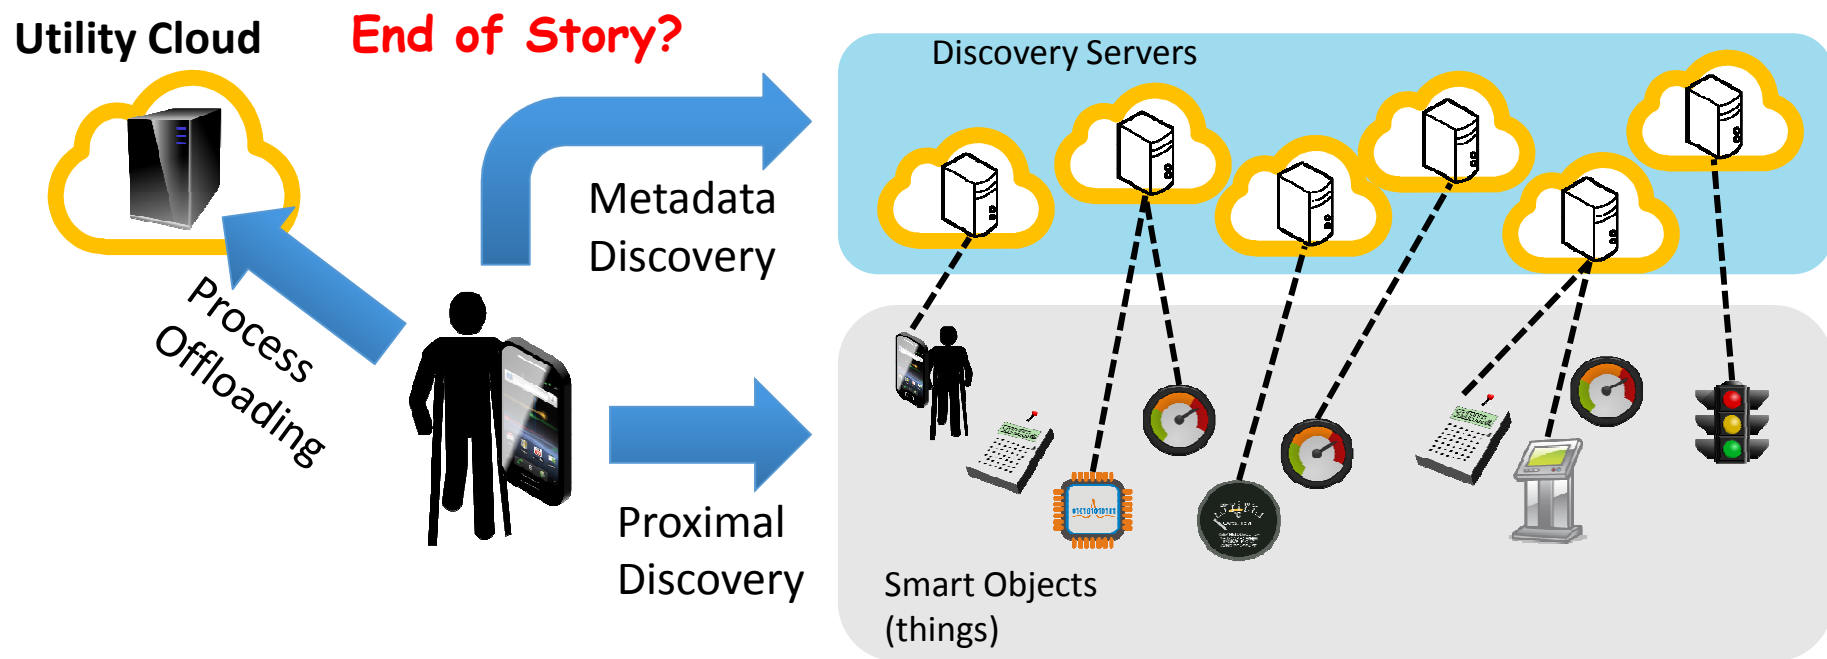 Utility Cloud
End of Story?
Discovery Servers
Metadata
Discovery
Process
Offloading
Proximal
Discovery
Smart Objects
(things)